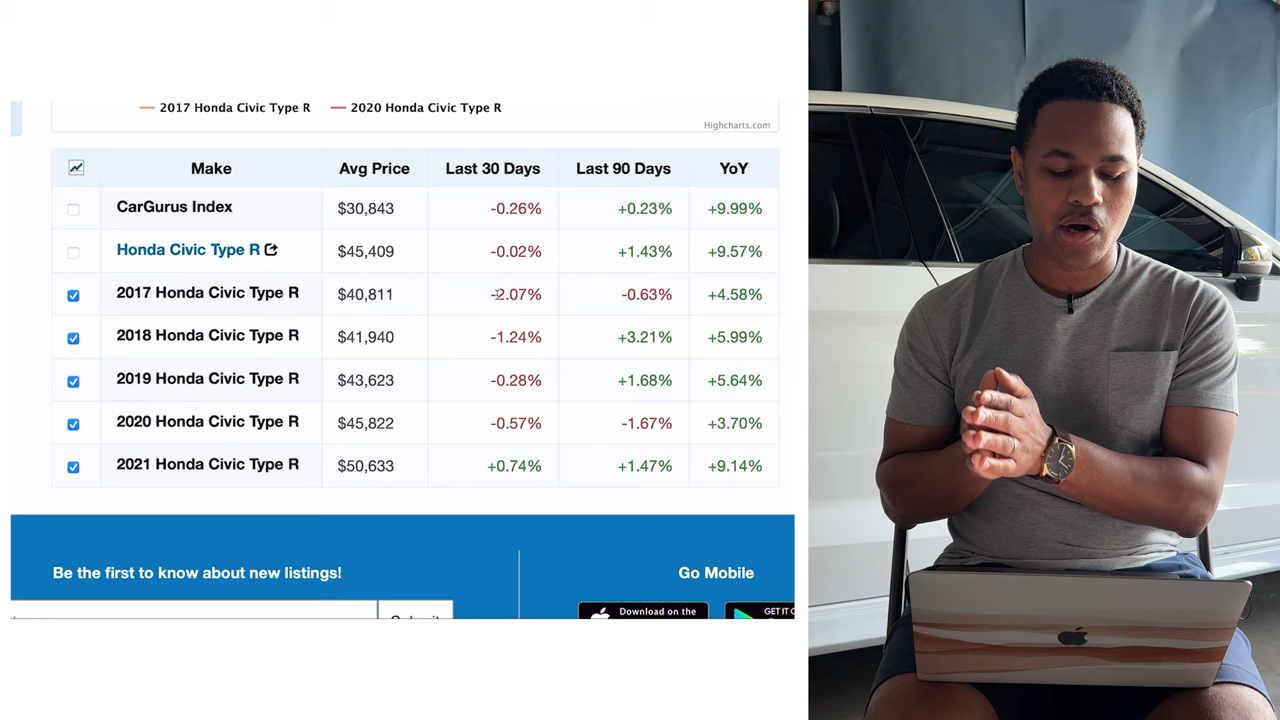 2017 Honda Civic Type R 2020 Honda Civic Type R
Highcharts.com
Make Avg Price Last 30 Days Last 90 Days YoY
CarGurus Index $30,843 -0.26% +0.23% +9.99%
Honda Civic Type R $45,409 -0.02% +1.43% +9.57%
2017 Honda Civic Type R $40,811 -2.07% -0.63% +4.58%
2018 Honda Civic Type R $41,940 -1.24% +3.21% +5.99%
2019 Honda Civic Type R $43,623 -0.28% +1.68% +5.64%
2020 Honda Civic Type R $45,822 -0.57% -1.67% +3.70%
2021 Honda Civic Type R $50,633 +0.74% +1.47% +9.14%
Be the first to know about new listings! Go Mobile
Submit Download on the GET IT O